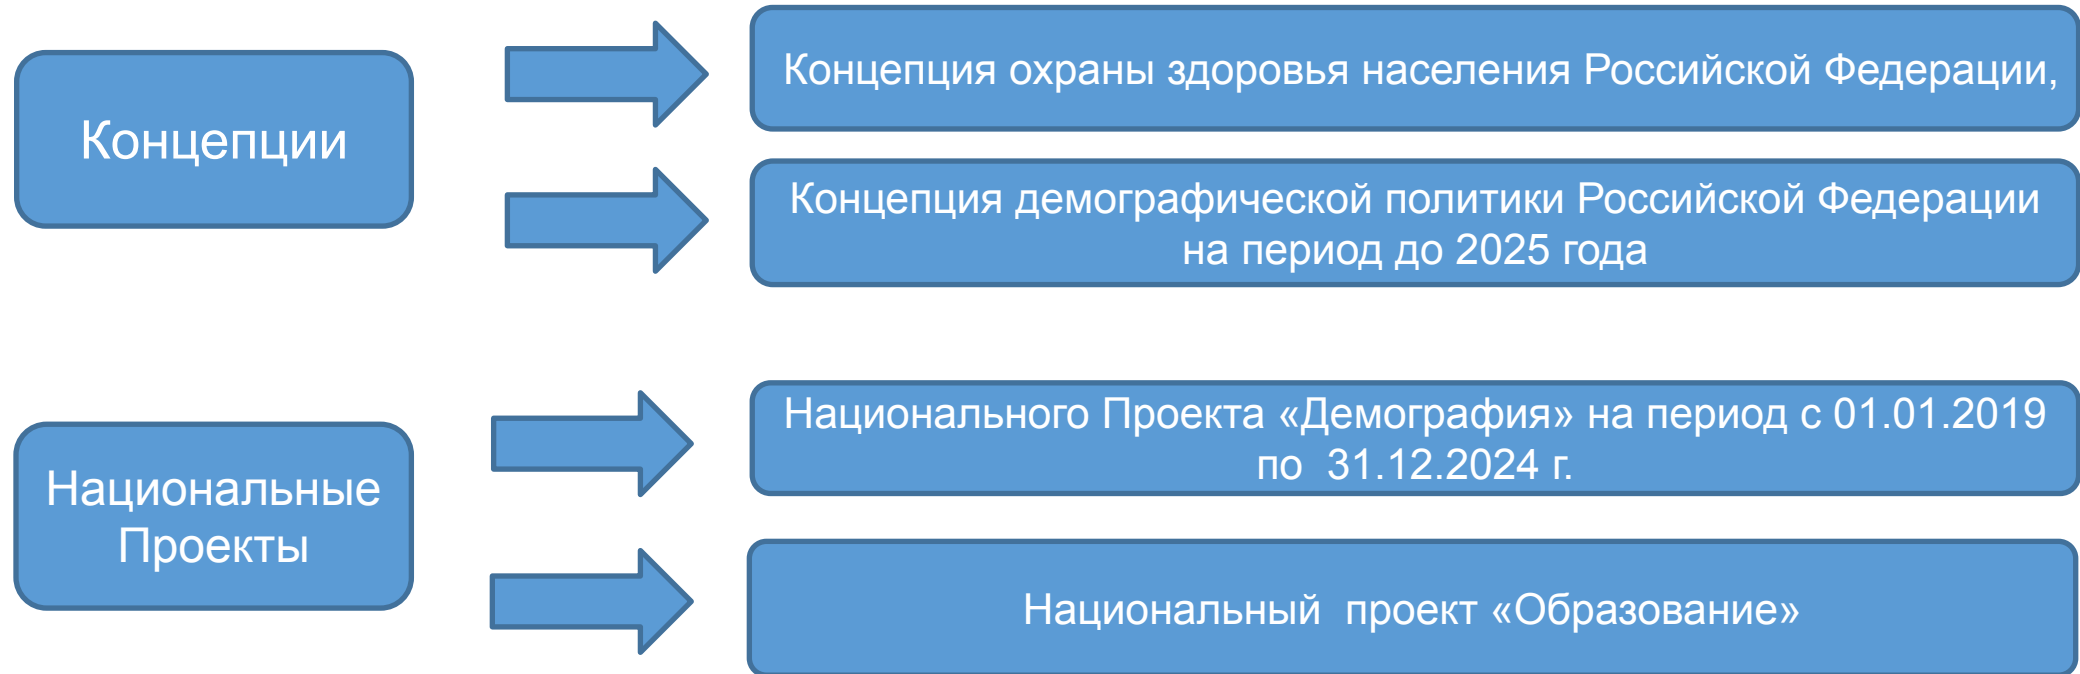 Концепции
Концепция охраны здоровья населения Российской Федерации,
Концепция демографической политики Российской Федерации
на период до 2025 года
Национальные
Проекты
Национального Проекта «Демография» на период с 01.01.2019
по  31.12.2024 г.
Национальный  проект «Образование»